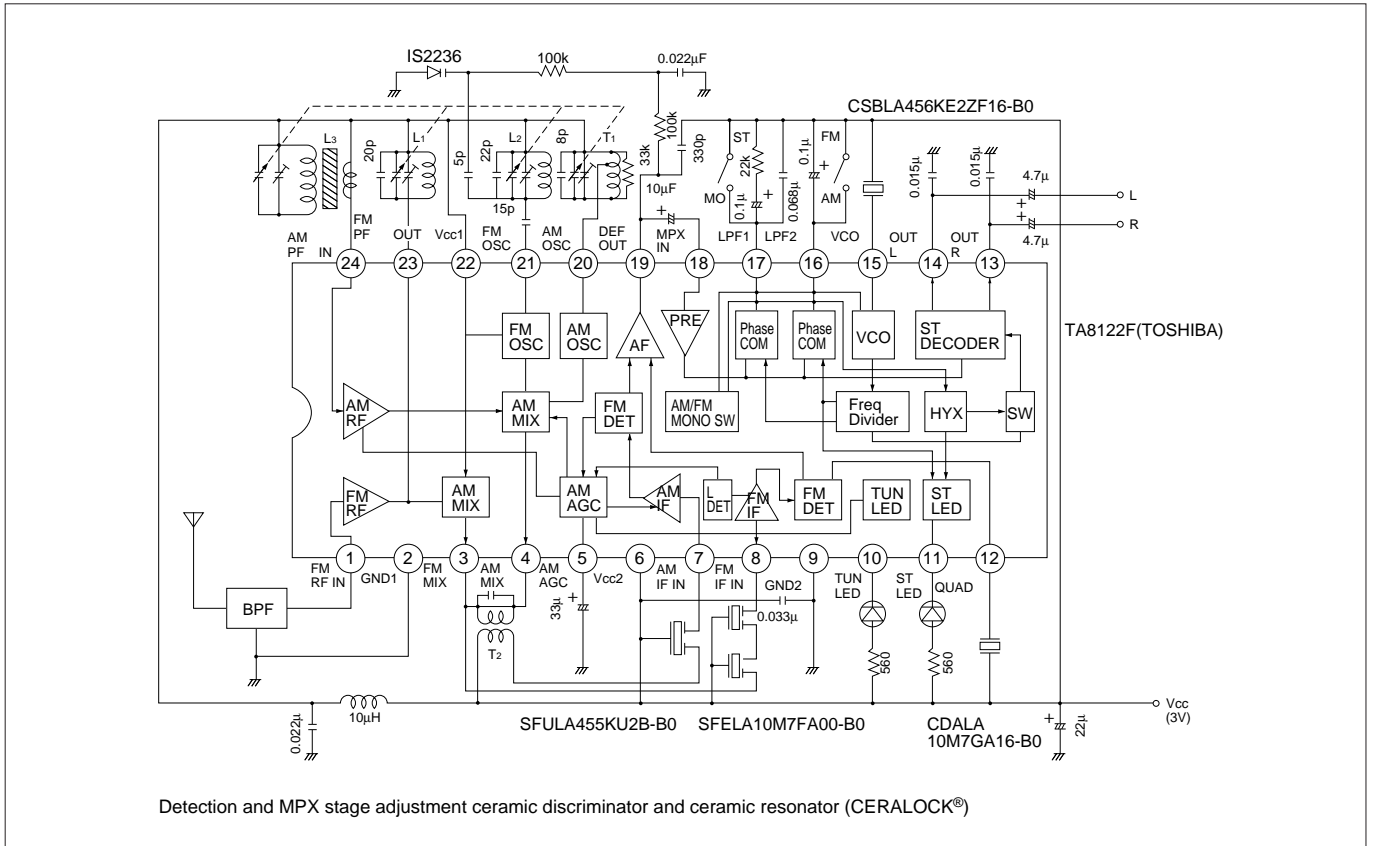 IS2236
100k
0.022µF
CSBLA456KE2ZF16-B0
L3
20p
L1
5p
22p
L2
8p
T1
33k
100k
330p
10µF
15p
ST
MO
22k
0.1µ
0.068µ
0.1µ
FM
AM
0.015µ
0.015µ
4.7µ
L
R
4.7µ
AM PF
FM PF
IN
OUT
Vcc1
FM OSC
AM OSC
DEF OUT
MPX IN
LPF1
LPF2
VCO
OUT L
OUT R
24
23
22
21
20
19
18
17
16
15
14
13
TA8122F(TOSHIBA)
FM OSC
AM OSC
AF
PRE
Phase COM
Phase COM
VCO
ST DECODER
AM RF
AM MIX
FM DET
AM/FM MONO SW
Freq Divider
HYX
SW
FM RF
AM MIX
AM AGC
AM IF
L DET
FM IF
FM DET
TUN LED
ST LED
1
2
3
4
5
6
7
8
9
10
11
12
FM RF IN
GND1
FM MIX
AM MIX
AM AGC
Vcc2
AM IF IN
FM IF IN
GND2
TUN LED
ST LED
QUAD
BPF
T2
33µ
0.033µ
560
560
0.022µ
10µH
SFULA455KU2B-B0
SFELA10M7FA00-B0
CDALA
10M7GA16-B0
22µ
Vcc
(3V)
Detection and MPX stage adjustment ceramic discriminator and ceramic resonator (CERALOCK®)